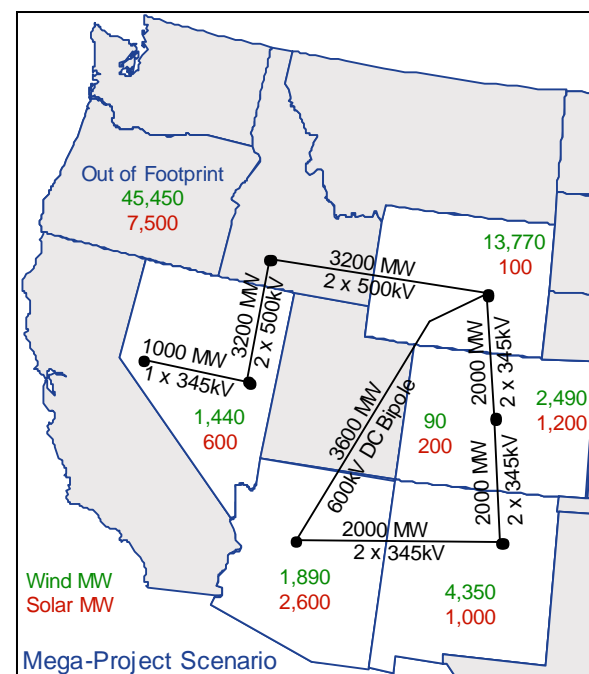 Out of Footprint
45,450
7,500
13,770
100
3200 MW
2 x 500kV
3200 MW
2 x 500kV
1000 MW
1 x 345kV
1,440
600
3600 MW
600kV DC Bipole
2000 MW
2 x 345kV
90
200
2,490
1,200
2000 MW
2 x 345kV
2000 MW
2 x 345kV
1,890
2,600
4,350
1,000
Wind MW
Solar MW
Mega-Project Scenario